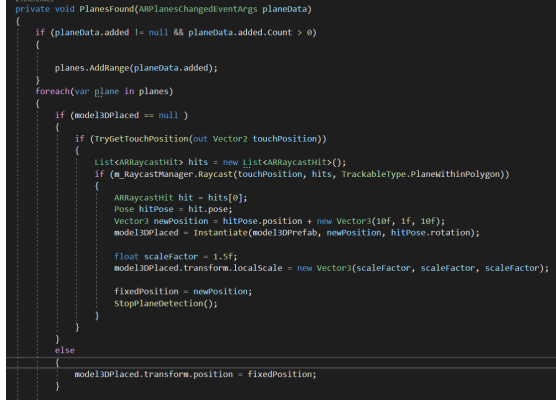 private void PlanesFound(ARPlanesChangedEventArgs planeData)
{
if (planeData.added != null && planeData.added.Count > 0)
{
planes.AddRange(planeData.added);
}
foreach(var plane in planes)
{
if (model3DPlaced == null )
{
if (TryGetTouchPosition(out Vector2 touchPosition))
{
List<ARRaycastHit> hits = new List<ARRaycastHit>();
if (m_RaycastManager.Raycast(touchPosition, hits, TrackableType.PlaneWithinPolygon))
{
ARRaycastHit hit = hits[0];
Pose hitPose = hit.pose;
Vector3 newPosition = hitPose.position + new Vector3(10f, 1f, 10f);
model3DPlaced = Instantiate(model3DPrefab, newPosition, hitPose.rotation);
float scaleFactor = 1.5f;
model3DPlaced.transform.localScale = new Vector3(scaleFactor, scaleFactor, scaleFactor);
fixedPosition = newPosition;
StopPlaneDetection();
}
}
}
else
{
model3DPlaced.transform.position = fixedPosition;
}